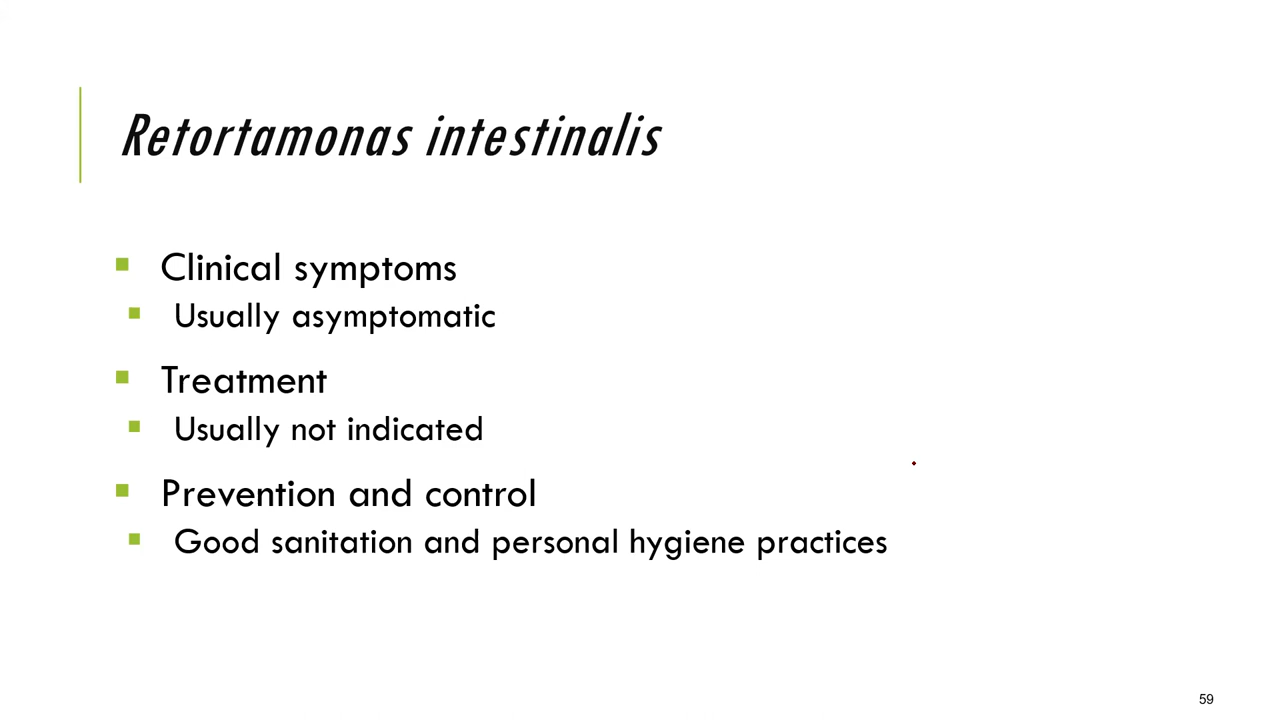 Retortamonas intestinalis
Clinical symptoms
Usually asymptomatic
Treatment
Usually not indicated
Prevention and control
Good sanitation and personal hygiene practices
59